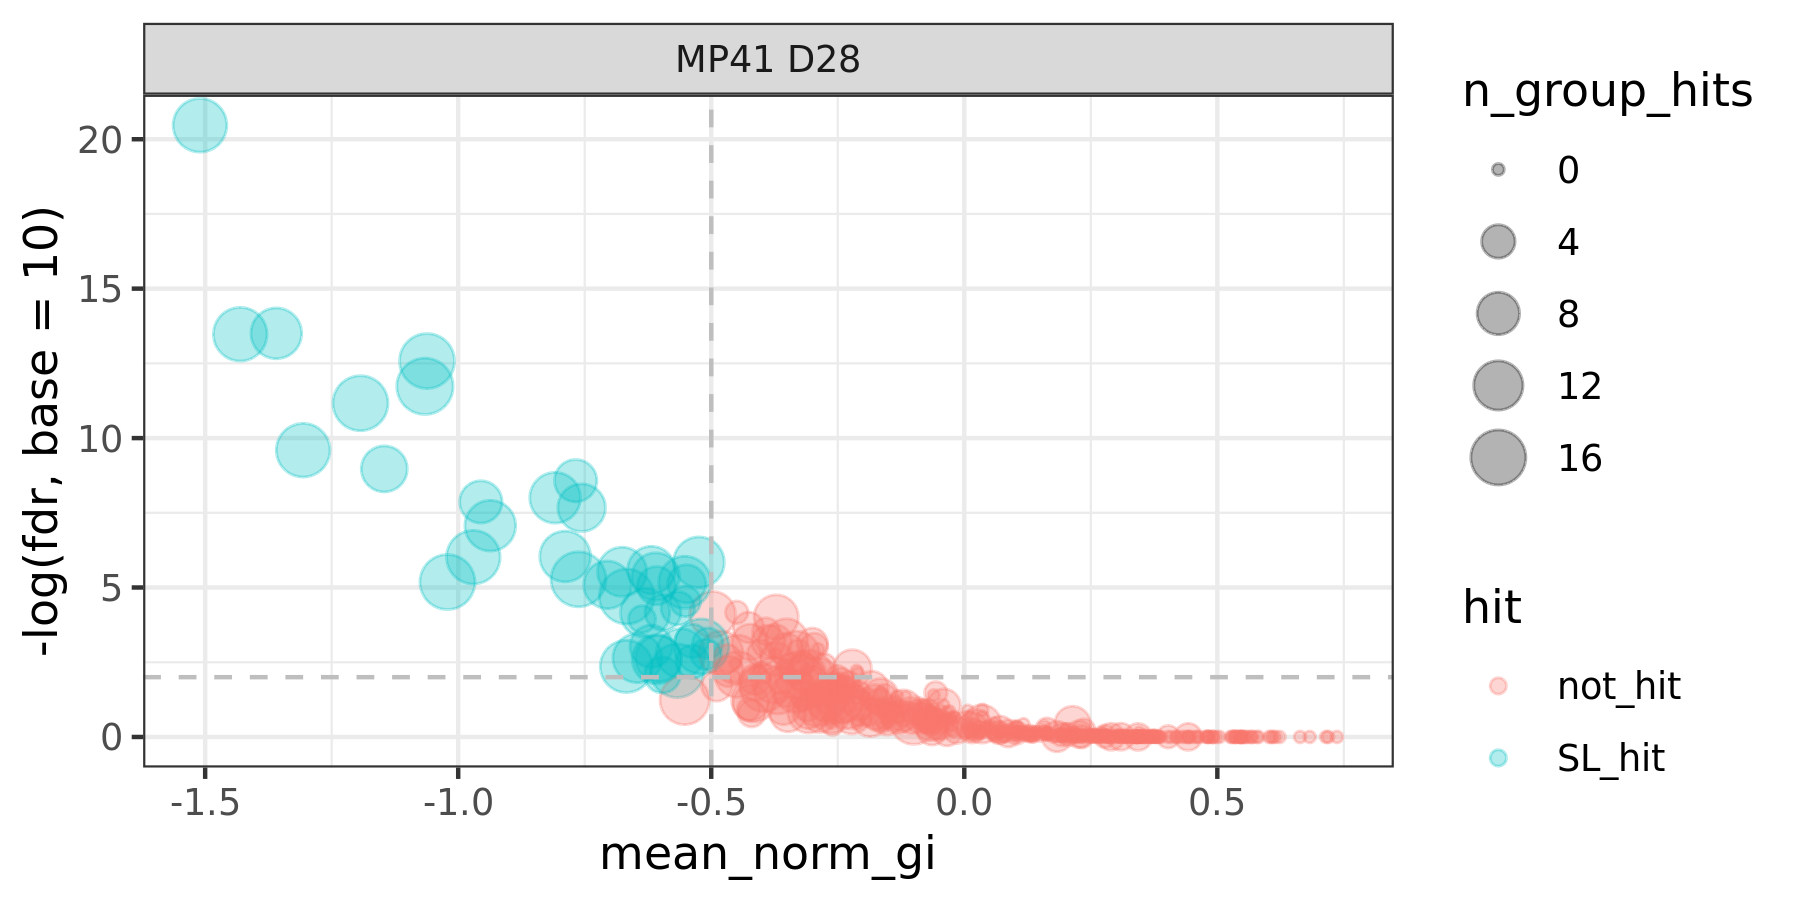 MP41 D28
20
15
10
5
0
-log(fdr, base = 10)
-1.5
-1.0
-0.5
0.0
0.5
mean_norm_gi
n_group_hits
0
4
8
12
16
hit
not_hit
SL_hit